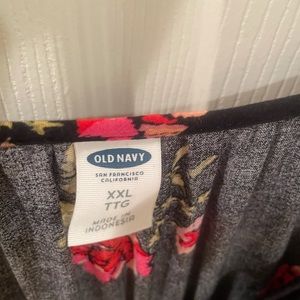 OLD NAVY
SAN FRANCISCO
CALIFORNIA
XXL
TTG
MADE IN
INDONESIA